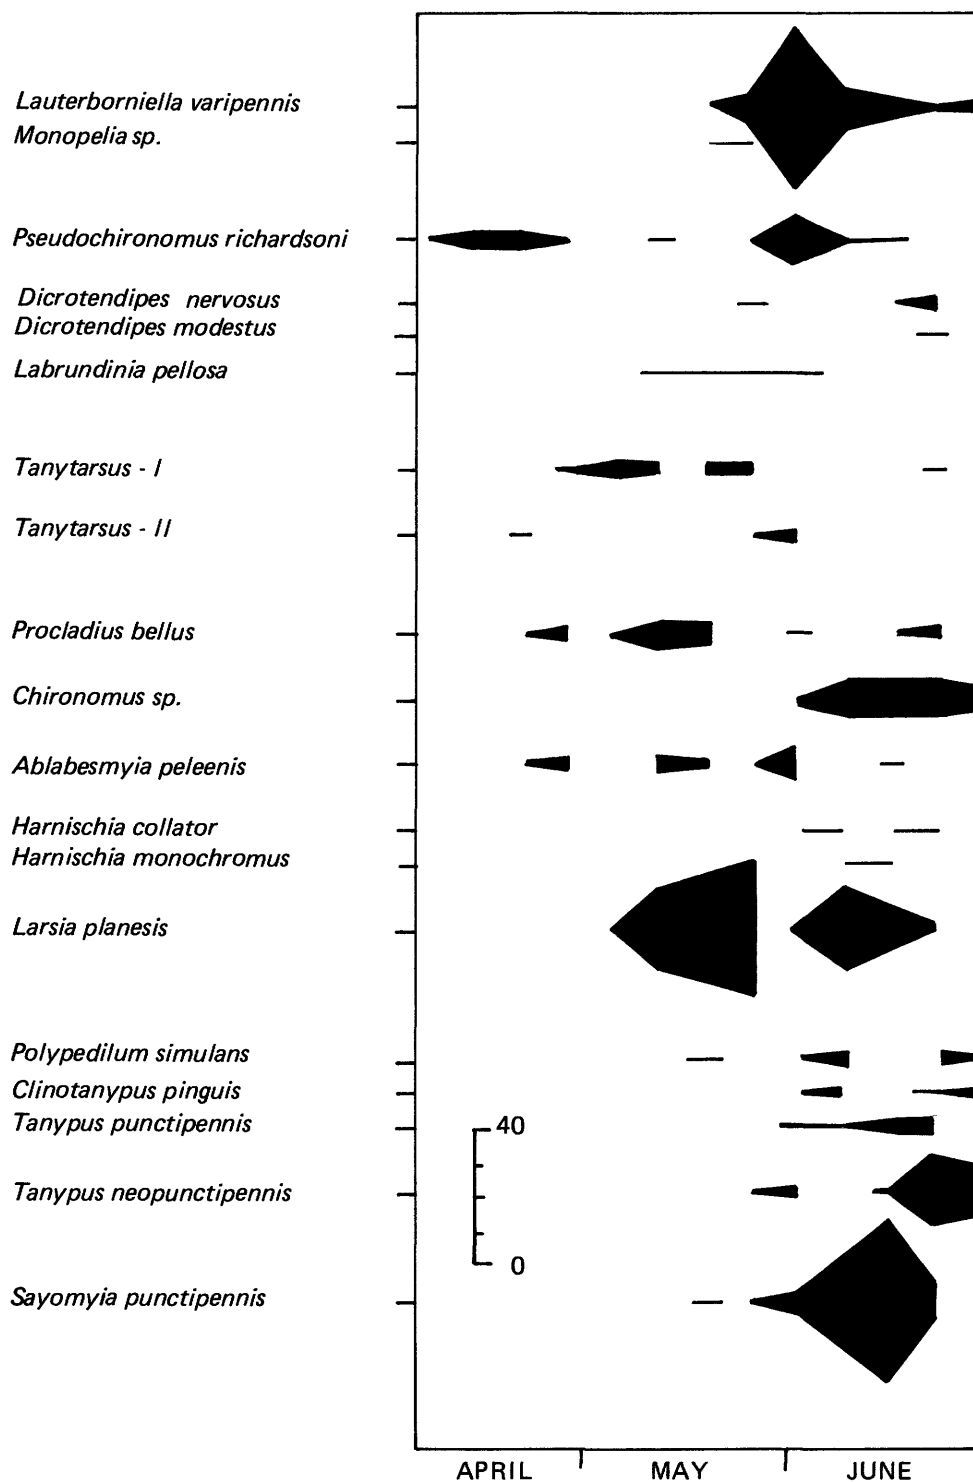 Lauterborniella varipennis
Monopelia sp.
Pseudochironomus richardsoni
Dicrotendipes nervosus
Dicrotendipes modestus
Labrundinia pellosa
Tanytarsus - I
Tanytarsus - II
Procladius bellus
Chironomus sp.
Ablabesmyia peleenis
Harnischia collator
Harnischia monochromus
Larsia planesis
Polypedilum simulans
Clinotanypus pinguis
Tanypus punctipennis
40
Tanypus neopunctipennis
0
Sayomyia punctipennis
APRIL MAY JUNE